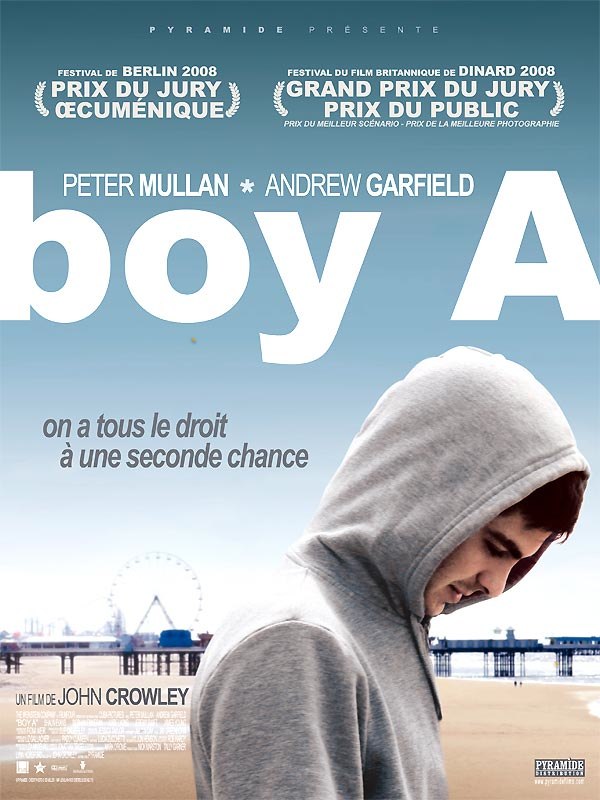 PYRAMIDE PRÉSENTE
FESTIVAL DE BERLIN 2008
PRIX DU JURY
ŒCUMÉNIQUE
FESTIVAL DU FILM BRITANNIQUE DE DINARD 2008
GRAND PRIX DU JURY
PRIX DU PUBLIC
PRIX DU MEILLEUR SCÉNARIO - PRIX DE LA MEILLEURE PHOTOGRAPHIE
PETER MULLAN * ANDREW GARFIELD
boy A
on a tous le droit
à une seconde chance
UN FILM DE JOHN CROWLEY
PYRAMIDE
DISTRIBUTION